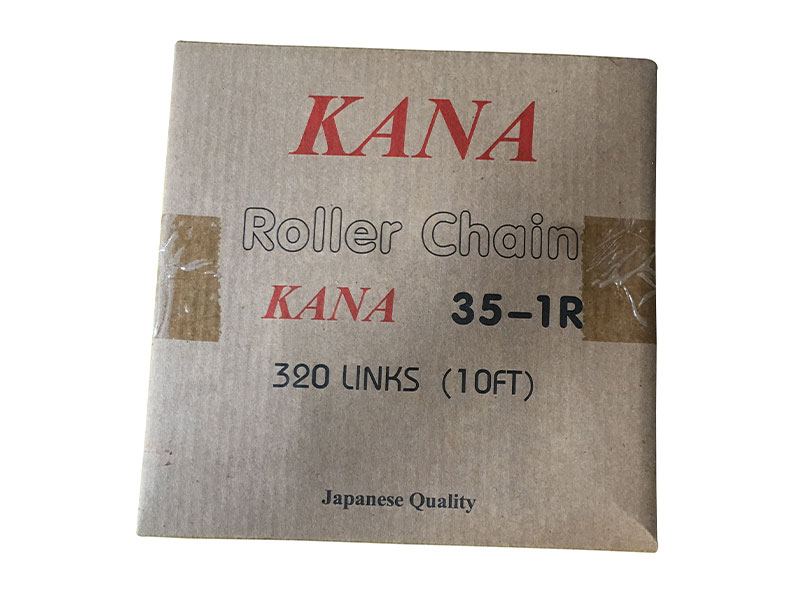 KANA
Roller Chain
KANA 35-1R
320 LINKS (10FT)
Japanese Quality